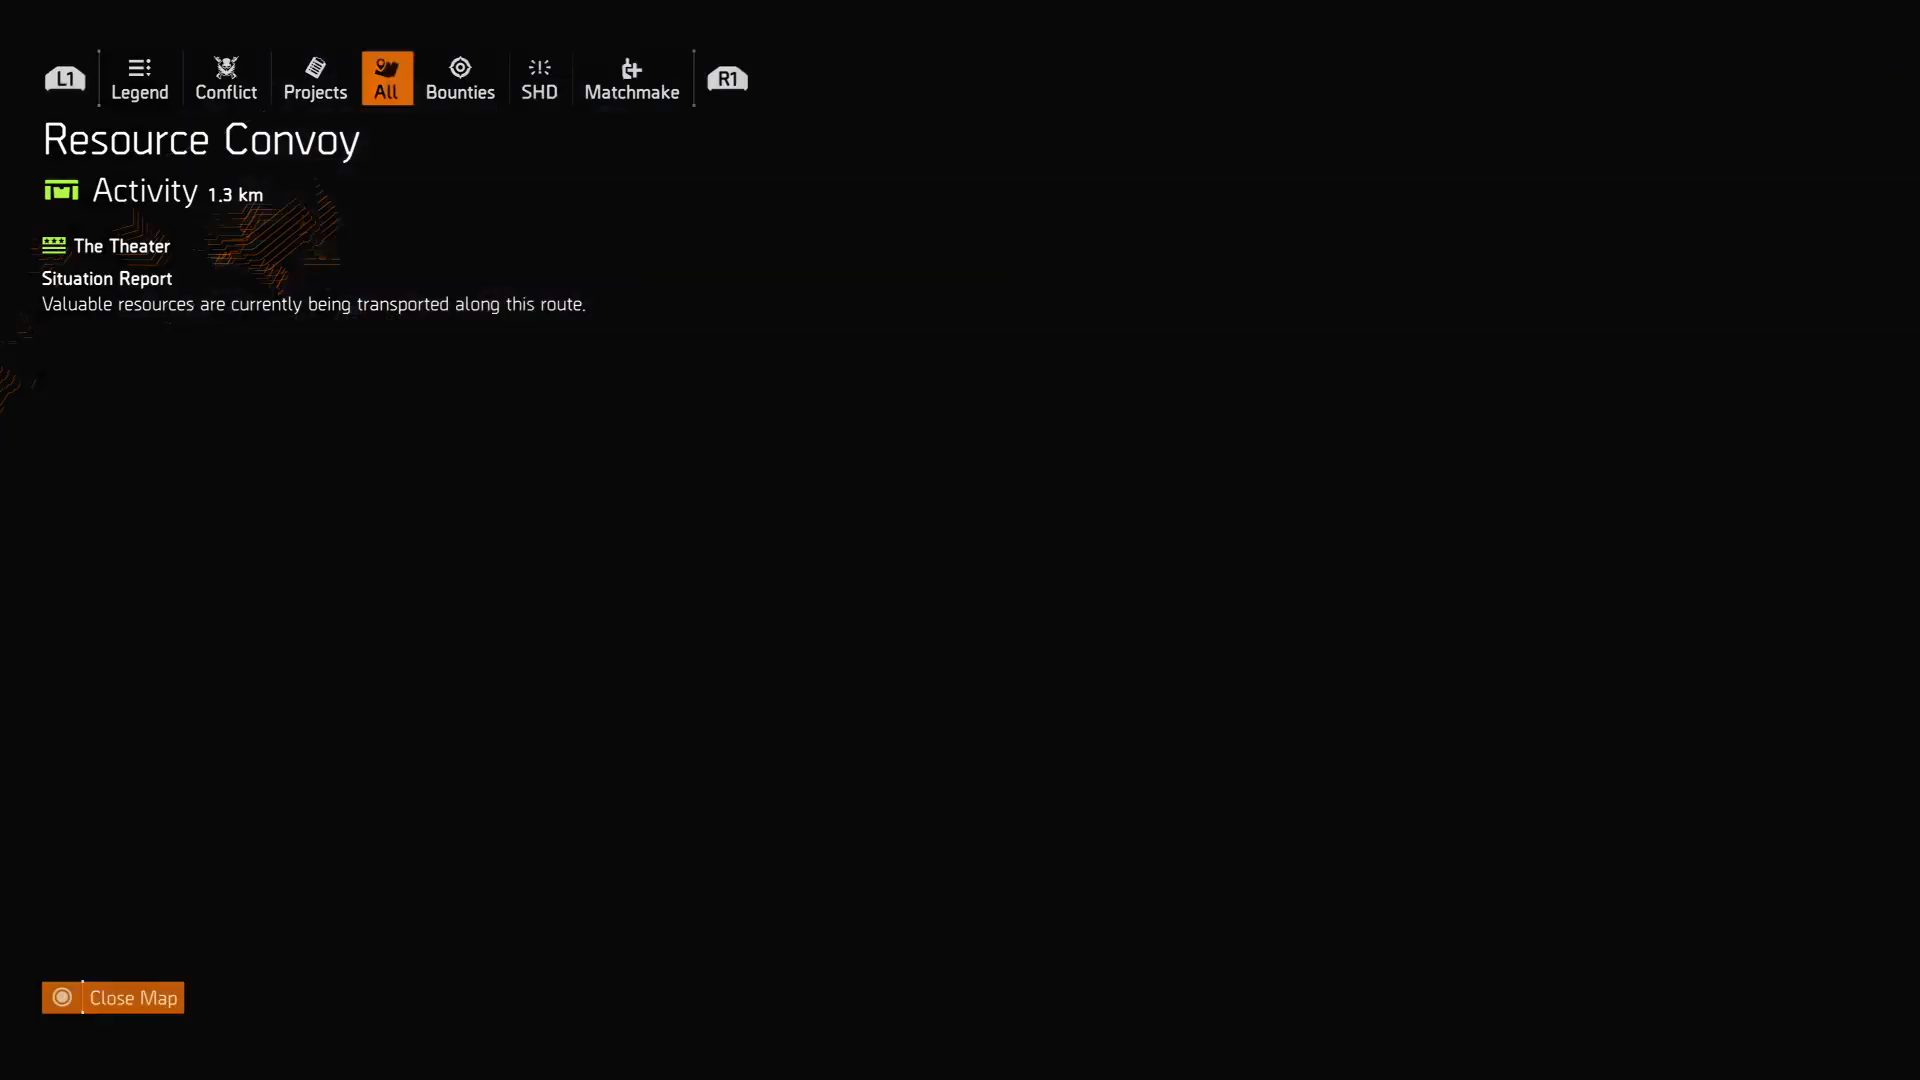 L1 Legend Conflict Projects All Bounties SHD Matchmake R1
Resource Convoy
Activity 1.3 km
The Theater
Situation Report
Valuable resources are currently being transported along this route.
Close Map